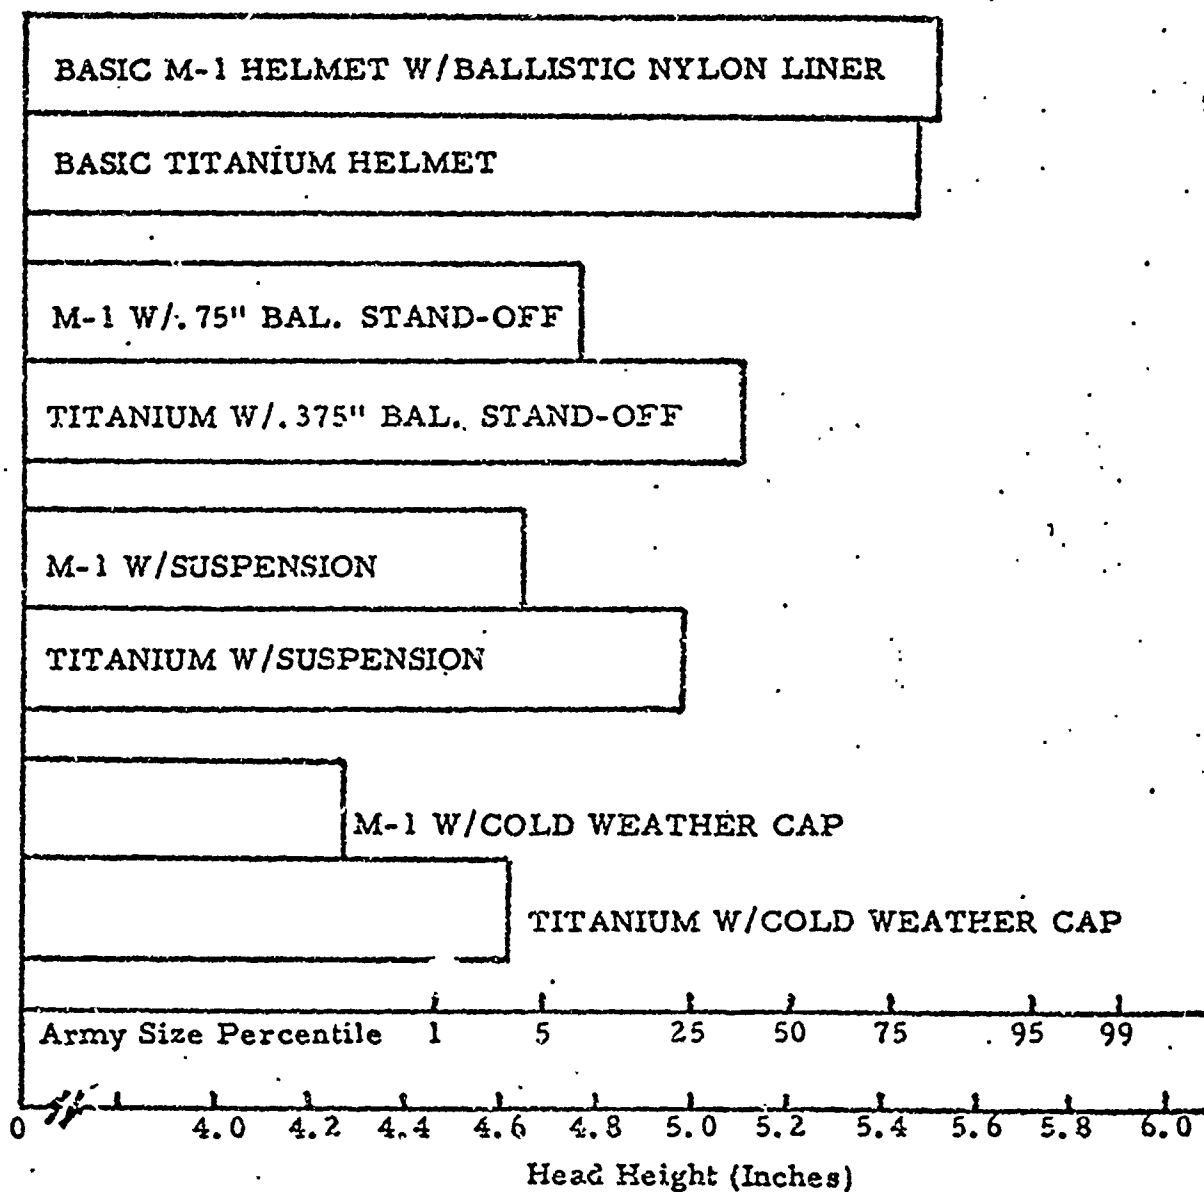 BASIC M-1 HELMET W/BALLISTIC NYLON LINER
BASIC TITANIUM HELMET
M-1 W/.75" BAL. STAND-OFF
TITANIUM W/.375" BAL. STAND-OFF
M-1 W/SUSPENSION
TITANIUM W/SUSPENSION
M-1 W/COLD WEATHER CAP
TITANIUM W/COLD WEATHER CAP
Army Size Percentile 1 5 25 50 75 95 99
0 4.0 4.2 4.4 4.6 4.8 5.0 5.2 5.4 5.6 5.8 6.0
Head Height (Inches)